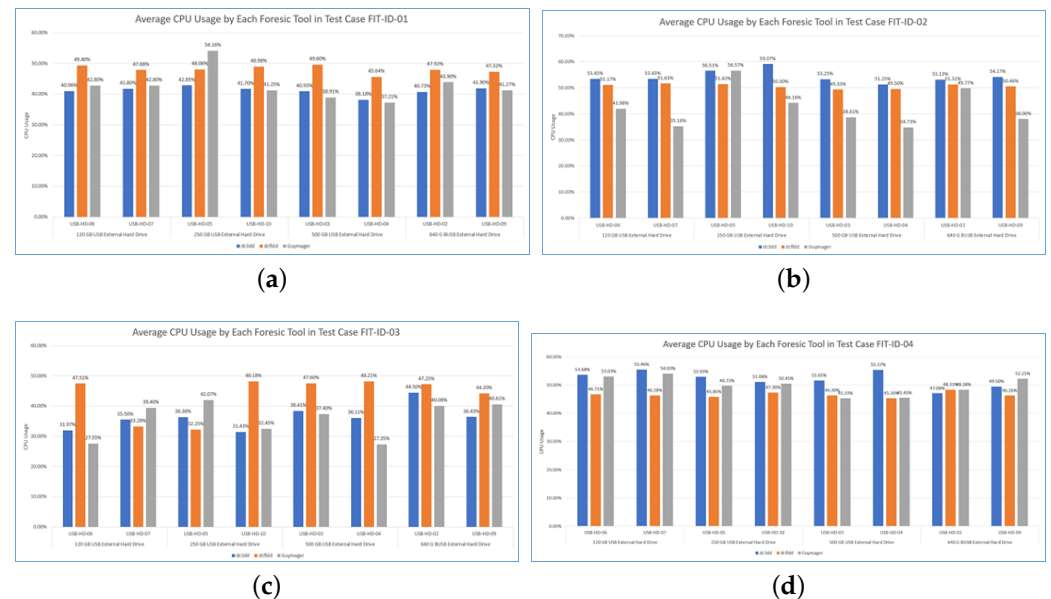 Average CPU Usage by Each Foresic Tool in Test Case FIT-ID-01
60.00%
50.00%
40.00%
30.00%
20.00%
10.00%
0.00%
CPU Usage
40.96% 49.40% 42.80%
41.80% 47.88% 42.80%
42.85% 48.06% 54.16%
41.70% 48.98% 41.25%
40.93% 49.60% 38.91%
38.18% 45.64% 37.21%
40.73% 47.92% 43.90%
41.90% 47.32% 41.27%
USB-HD-06 USB-HD-07 USB-HD-05 USB-HD-10 USB-HD-03 USB-HD-04 USB-HD-02 USB-HD-09
120 GB USB External Hard Drive 250 GB USB External Hard Drive 500 GB USB External Hard Drive 640 G BUSB External Hard Drive
dc3dd dcfldd Guymager
(a)
Average CPU Usage by Each Foresic Tool in Test Case FIT-ID-02
70.00%
60.00%
50.00%
40.00%
30.00%
20.00%
10.00%
0.00%
CPU Usage
53.45% 51.17% 41.98%
53.43% 51.63% 35.16%
56.51% 51.42% 56.57%
59.07% 50.20% 44.16%
53.25% 49.33% 38.61%
51.25% 49.50% 34.73%
53.13% 51.31% 49.77%
54.17% 50.46% 38.00%
USB-HD-06 USB-HD-07 USB-HD-05 USB-HD-10 USB-HD-03 USB-HD-04 USB-HD-02 USB-HD-09
120 GB USB External Hard Drive 250 GB USB External Hard Drive 500 GB USB External Hard Drive 640 G BUSB External Hard Drive
dc3dd dcfldd Guymager
(b)
Average CPU Usage by Each Foresic Tool in Test Case FIT-ID-03
60.00%
50.00%
40.00%
30.00%
20.00%
10.00%
0.00%
CPU Usage
31.97% 47.51% 27.55%
35.50% 33.28% 39.40%
36.36% 32.25% 42.07%
31.43% 48.18% 32.45%
38.41% 47.60% 37.40%
36.11% 48.21% 27.35%
44.50% 47.25% 40.08%
36.43% 44.20% 40.61%
USB-HD-06 USB-HD-07 USB-HD-05 USB-HD-10 USB-HD-03 USB-HD-04 USB-HD-02 USB-HD-09
120 GB USB External Hard Drive 250 GB USB External Hard Drive 500 GB USB External Hard Drive 640 G BUSB External Hard Drive
dc3dd dcfldd Guymager
(c)
Average CPU Usage by Each Foresic Tool in Test Case FIT-ID-04
60.00%
50.00%
40.00%
30.00%
20.00%
10.00%
0.00%
CPU Usage
53.68% 46.71% 53.03%
55.46% 46.28% 54.03%
52.93% 45.80% 49.73%
51.08% 47.30% 50.45%
51.65% 46.30% 45.33%
55.37% 45.26% 45.45%
47.08% 48.33% 48.38%
49.50% 46.26% 52.21%
USB-HD-06 USB-HD-07 USB-HD-05 USB-HD-10 USB-HD-03 USB-HD-04 USB-HD-02 USB-HD-09
120 GB USB External Hard Drive 250 GB USB External Hard Drive 500 GB USB External Hard Drive 640 G BUSB External Hard Drive
dc3dd dcfldd Guymager
(d)